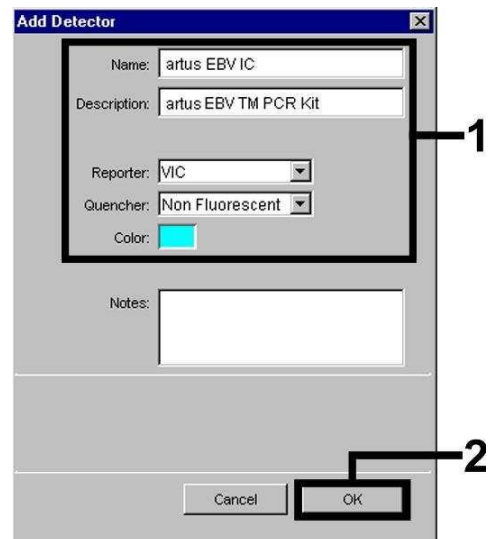 Add Detector
Name: artus EBV IC
Description: artus EBV TM PCR Kit
1
Reporter: VIC
Quencher: Non Fluorescent
Color:
Notes:
2
Cancel OK